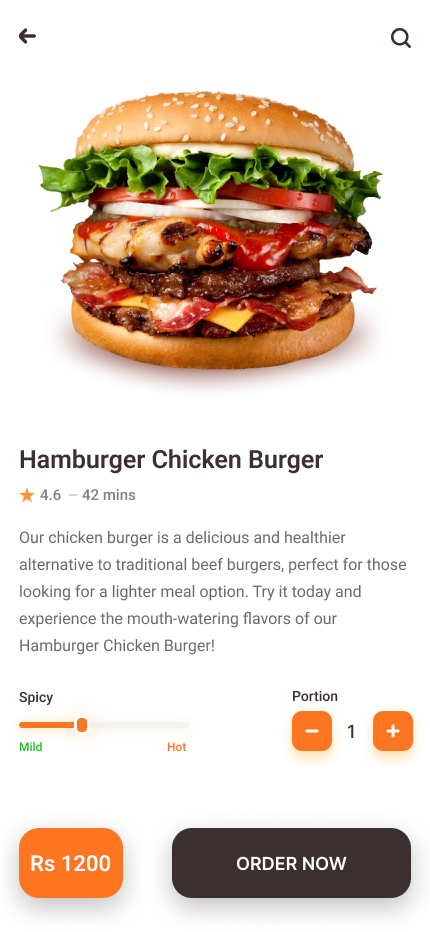 Hamburger Chicken Burger
4.6 – 42 mins
Our chicken burger is a delicious and healthier
alternative to traditional beef burgers, perfect for those
looking for a lighter meal option. Try it today and
experience the mouth-watering flavors of our
Hamburger Chicken Burger!
Spicy
Portion
1
Mild
Hot
Rs 1200
ORDER NOW